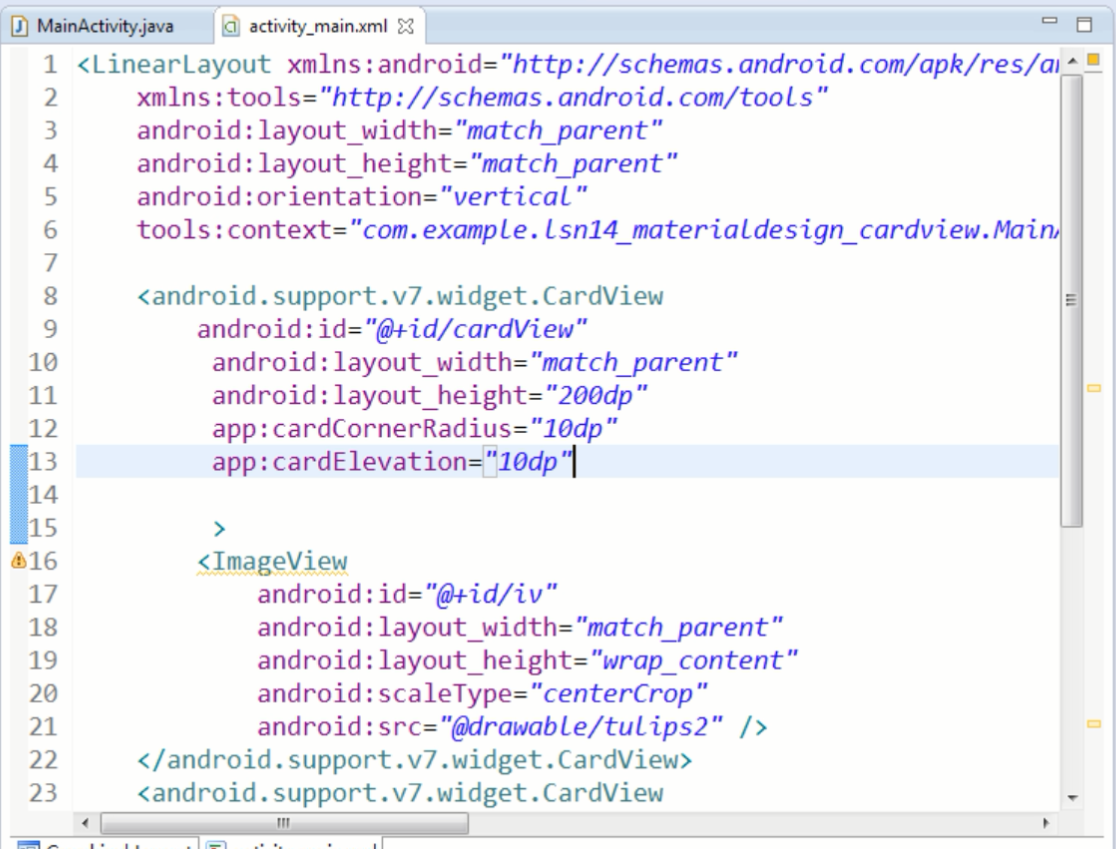 MainActivity.java
activity_main.xml
1 <LinearLayout xmlns:android="http://schemas.android.com/apk/res/
2 xmlns:tools="http://schemas.android.com/tools"
3 android:layout_width="match_parent"
4 android:layout_height="match_parent"
5 android:orientation="vertical"
6 tools:context="com.example.lsn14_materialdesign_cardview.Main
7
8 <android.support.v7.widget.CardView
9 android:id="@+id/cardView"
10 android:layout_width="match_parent"
11 android:layout_height="200dp"
12 app:cardCornerRadius="10dp"
13 app:cardElevation="10dp"
14
15 >
16 <ImageView
17 android:id="@+id/iv"
18 android:layout_width="match_parent"
19 android:layout_height="wrap_content"
20 android:scaleType="centerCrop"
21 android:src="@drawable/tulips2" />
22 </android.support.v7.widget.CardView>
23 <android.support.v7.widget.CardView